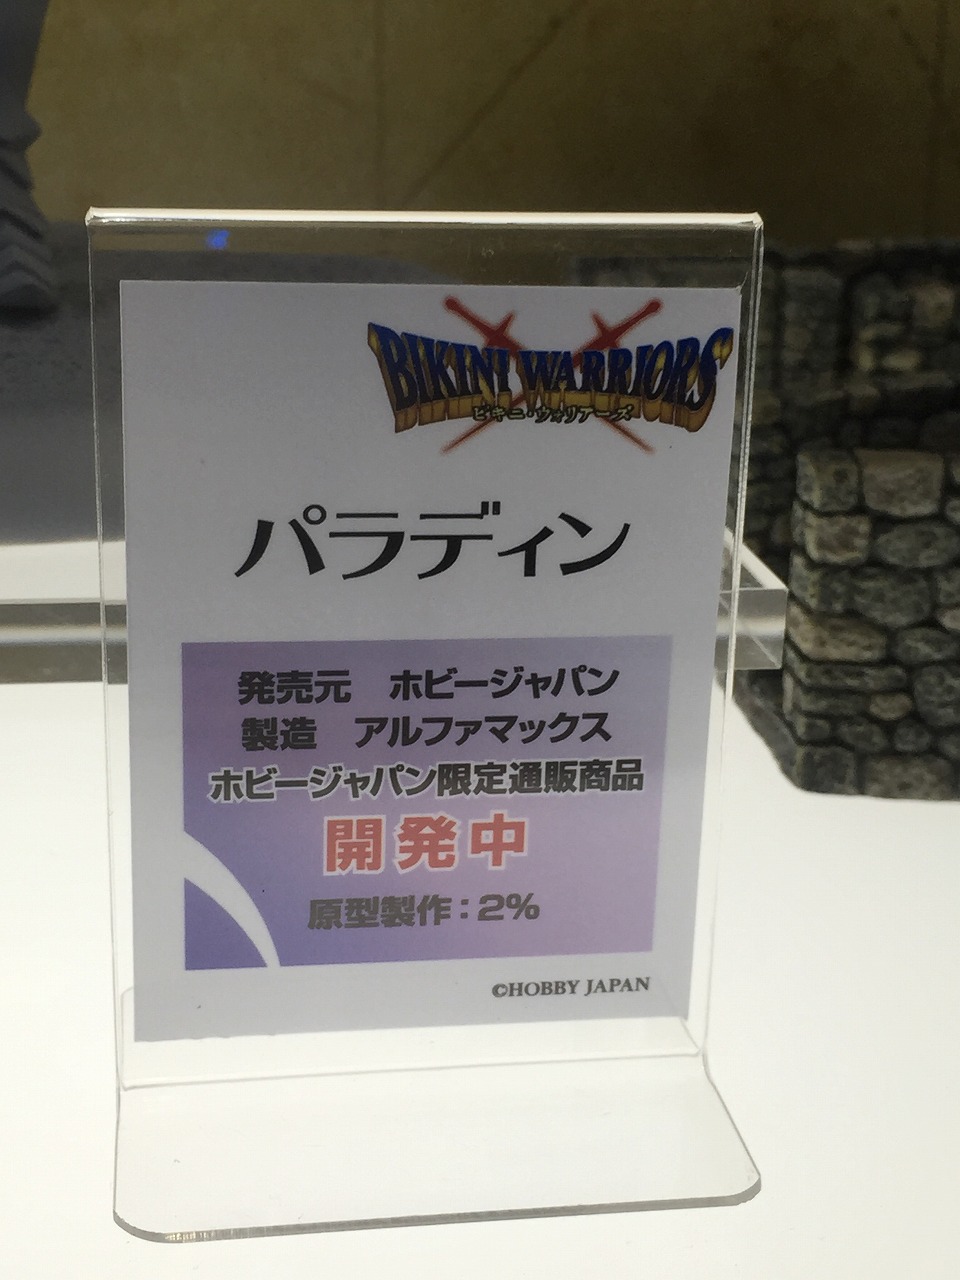 BIKINI WARRIORS
ビキニ・ウォリアーズ
パラディン
発売元　ホビージャパン
製造　アルファマックス
ホビージャパン限定通販商品
開発中
原型製作：2%
©HOBBY JAPAN